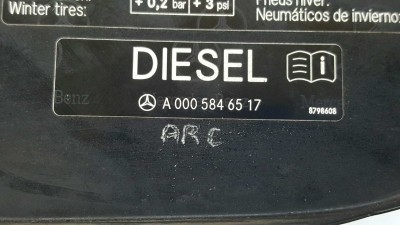 Winter tires: + 0,2 bar + 3 psi
Pneus hiver:
Neumáticos de invierno:
DIESEL
A 000 584 65 17
Benz
8798608
ARC